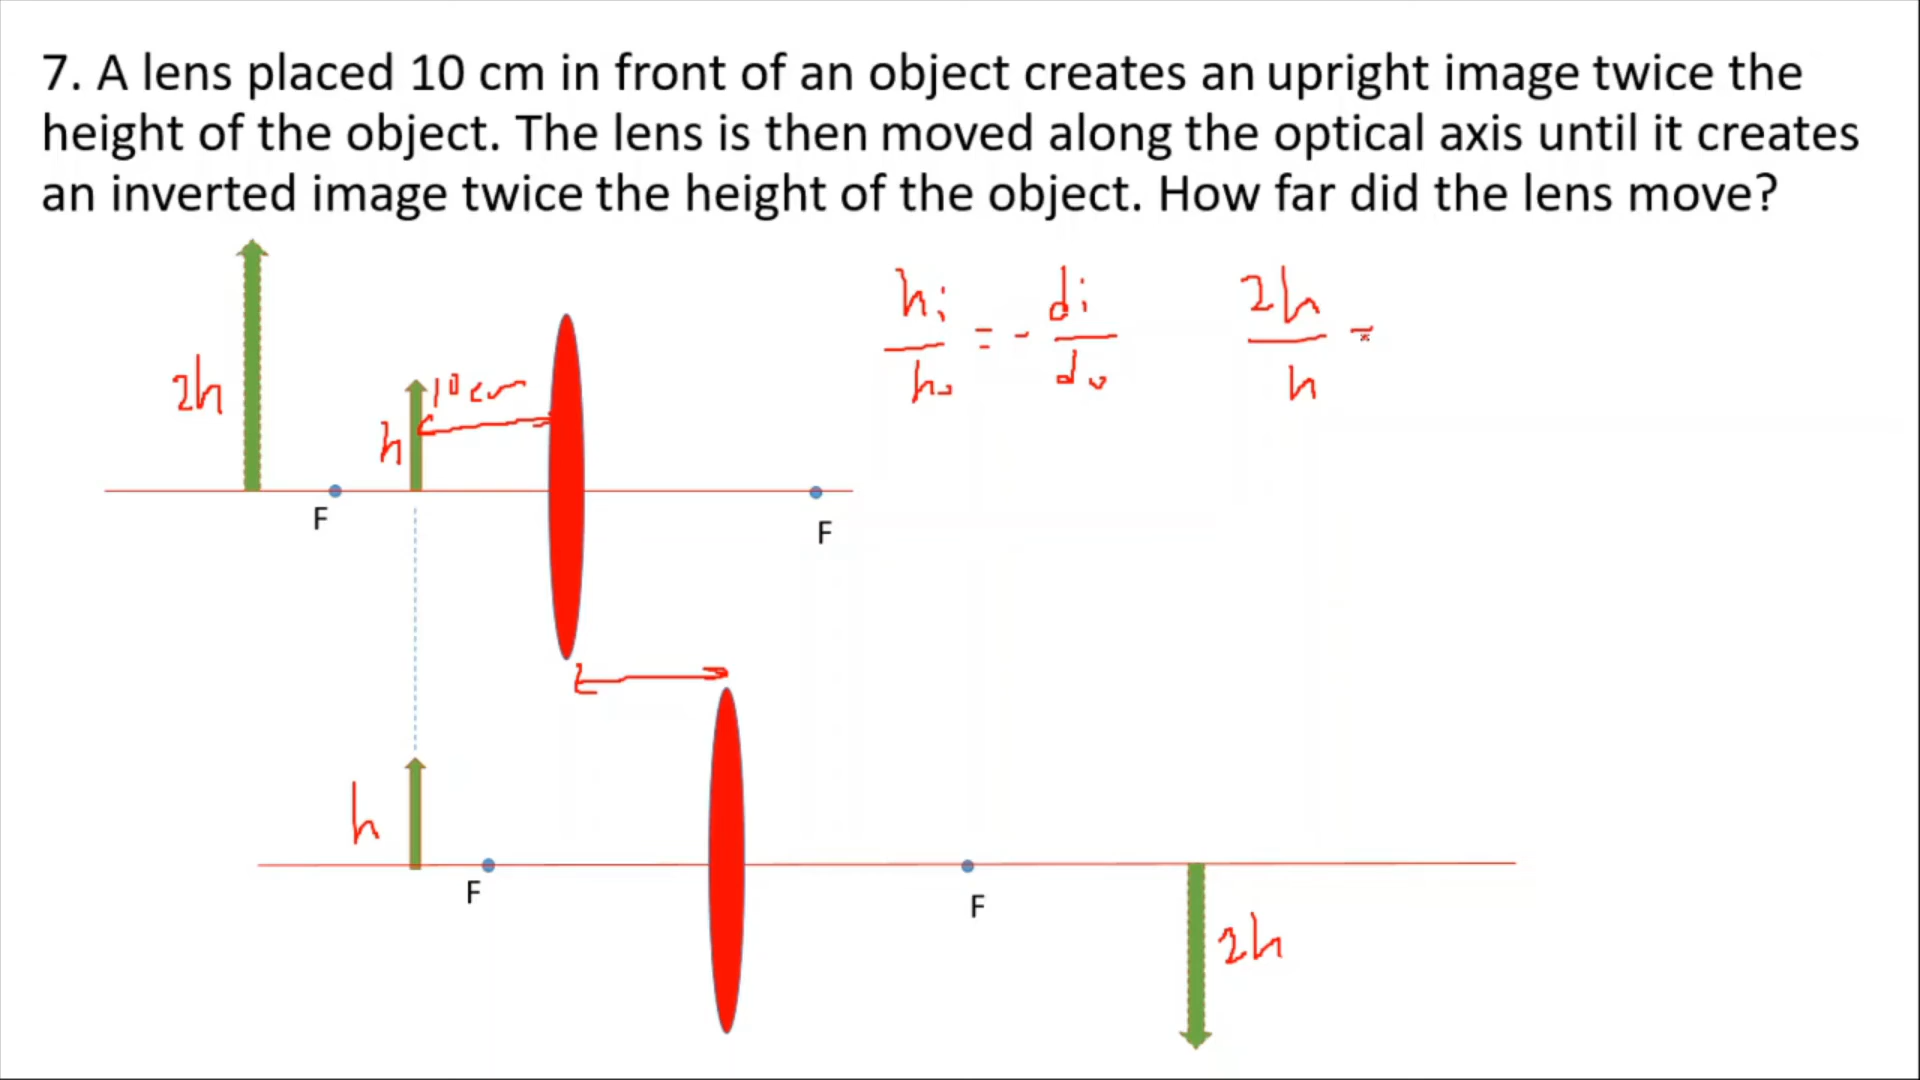 7. A lens placed 10 cm in front of an object creates an upright image twice the
height of the object. The lens is then moved along the optical axis until it creates
an inverted image twice the height of the object. How far did the lens move?
hi / ho = - di / do
2h / h =
2h
10 cm
h
F
F
h
F
F
2h